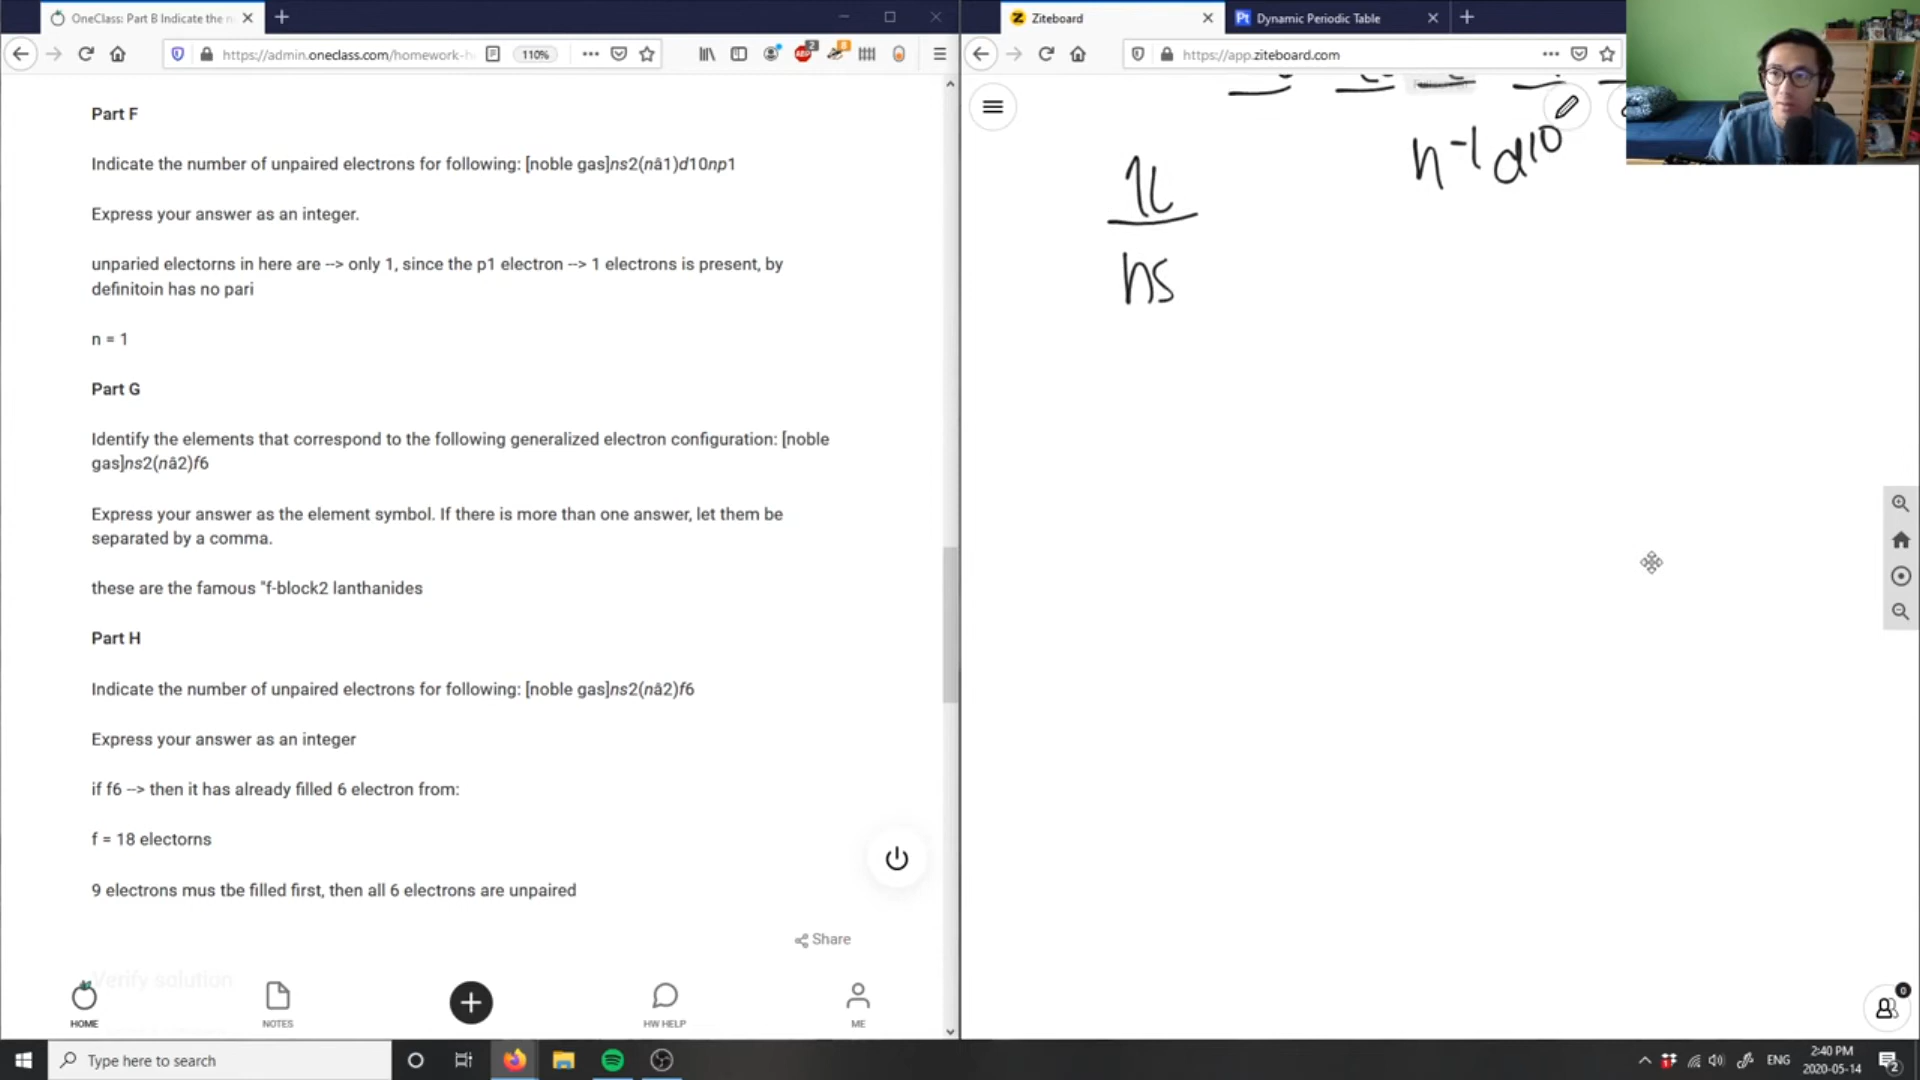 OneClass: Part B Indicate the n
https://admin.oneclass.com/homework-h
110%
Part F
Indicate the number of unpaired electrons for following: [noble gas]ns2(nâ1)d10np1
Express your answer as an integer.
unparied electorns in here are --> only 1, since the p1 electron --> 1 electrons is present, by
definitoin has no pari
n = 1
Part G
Identify the elements that correspond to the following generalized electron configuration: [noble
gas]ns2(nâ2)f6
Express your answer as the element symbol. If there is more than one answer, let them be
separated by a comma.
these are the famous "f-block2 lanthanides
Part H
Indicate the number of unpaired electrons for following: [noble gas]ns2(nâ2)f6
Express your answer as an integer
if f6 --> then it has already filled 6 electron from:
f = 18 electorns
9 electrons mus tbe filled first, then all 6 electrons are unpaired
Share
Verify solution
HOME
NOTES
HW HELP
ME
Ziteboard
Dynamic Periodic Table
https://app.ziteboard.com
n-1 d10
ns
0
Type here to search
ENG
2:40 PM
2020-05-14
2